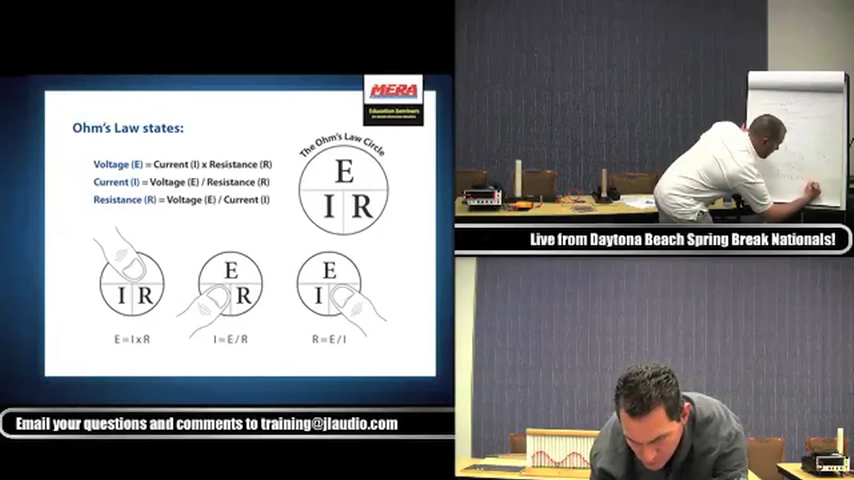 MERA
Education Seminars
Ohm's Law states:
The Ohm's Law Circle
Voltage (E) = Current (I) x Resistance (R)
Current (I) = Voltage (E) / Resistance (R)
Resistance (R) = Voltage (E) / Current (I)
E
I R
I R
E
R
E
I
E = I x R
I = E / R
R = E / I
Live from Daytona Beach Spring Break Nationals!
Email your questions and comments to training@jlaudio.com